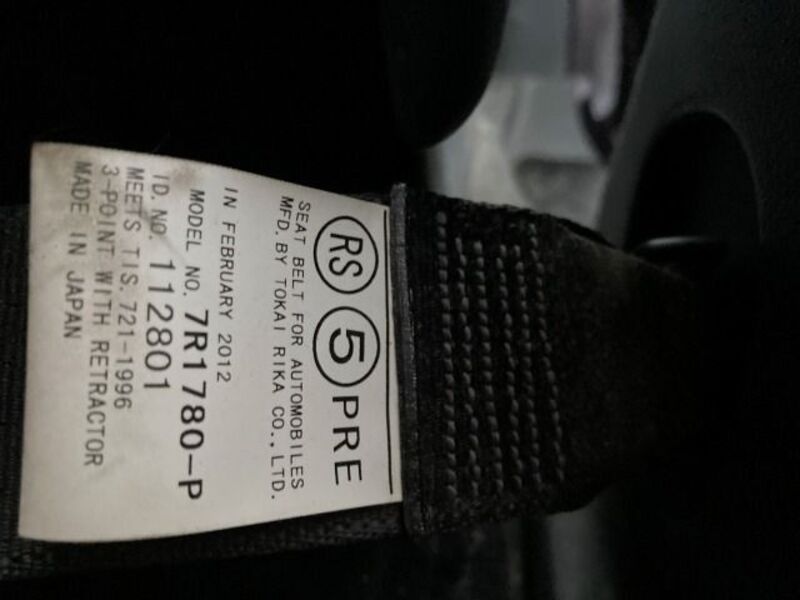 RS 5 PRE
SEAT BELT FOR AUTOMOBILES
MFD. BY TOKAI RIKA CO., LTD.
IN FEBRUARY 2012
MODEL NO. 7R1780-P
ID. NO. 112801
MEETS TIS. 721-1996
3-POINT WITH RETRACTOR
MADE IN JAPAN